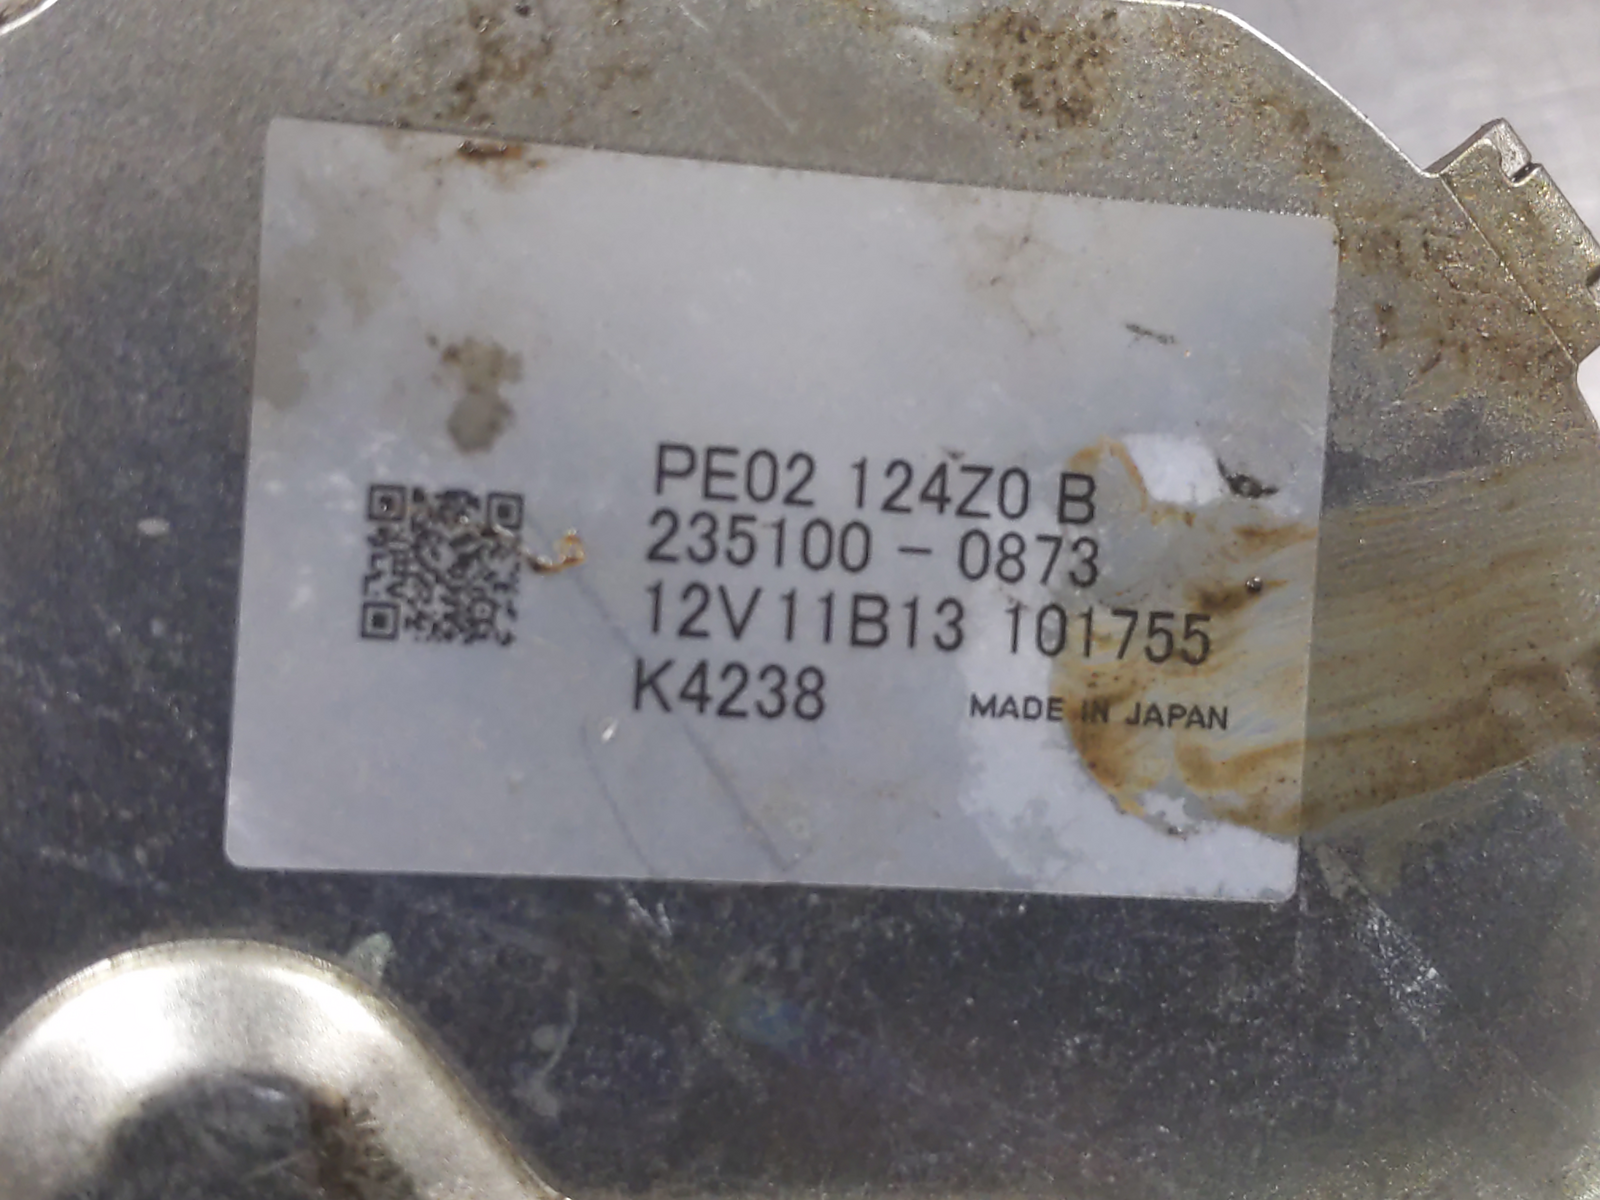 PE02 124Z0 B
235100-0873
12V11B13 101755
K4238 MADE IN JAPAN